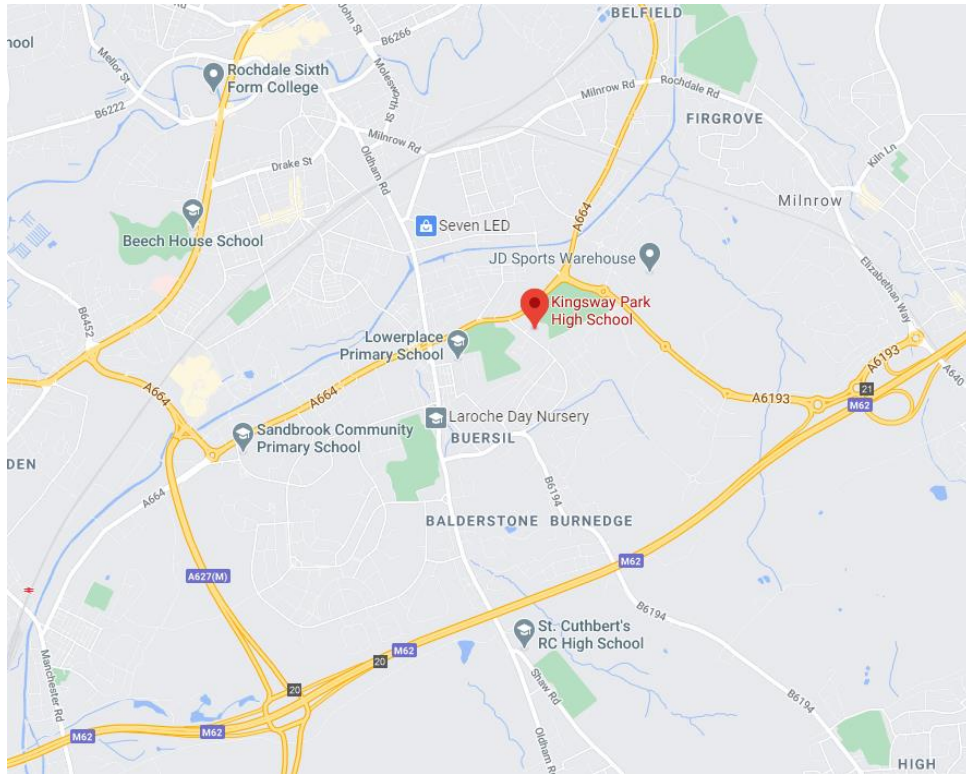 BELFIELD
hool
Mellor St
John St
B6266
Rochdale Sixth
Form College
Molesworth St
Milnrow Rd
Rochdale Rd
B6222
FIRGROVE
Milnrow Rd
Oldham Rd
Kiln Ln
Drake St
Milnrow
Beech House School
Seven LED
A664
JD Sports Warehouse
Elizabethan Way
Kingsway Park
High School
B6452
Lowerplace
Primary School
A6193
A640
A664
A664
A6193
21
M62
Laroche Day Nursery
Sandbrook Community
Primary School
BUERSIL
DEN
A664
B6194
BALDERSTONE
BURNEDGE
M62
A627(M)
B6194
St. Cuthbert's
RC High School
M62
20
20
Manchester Rd
Shaw Rd
Oldham Rd
B6194
M62
M62
HIGH